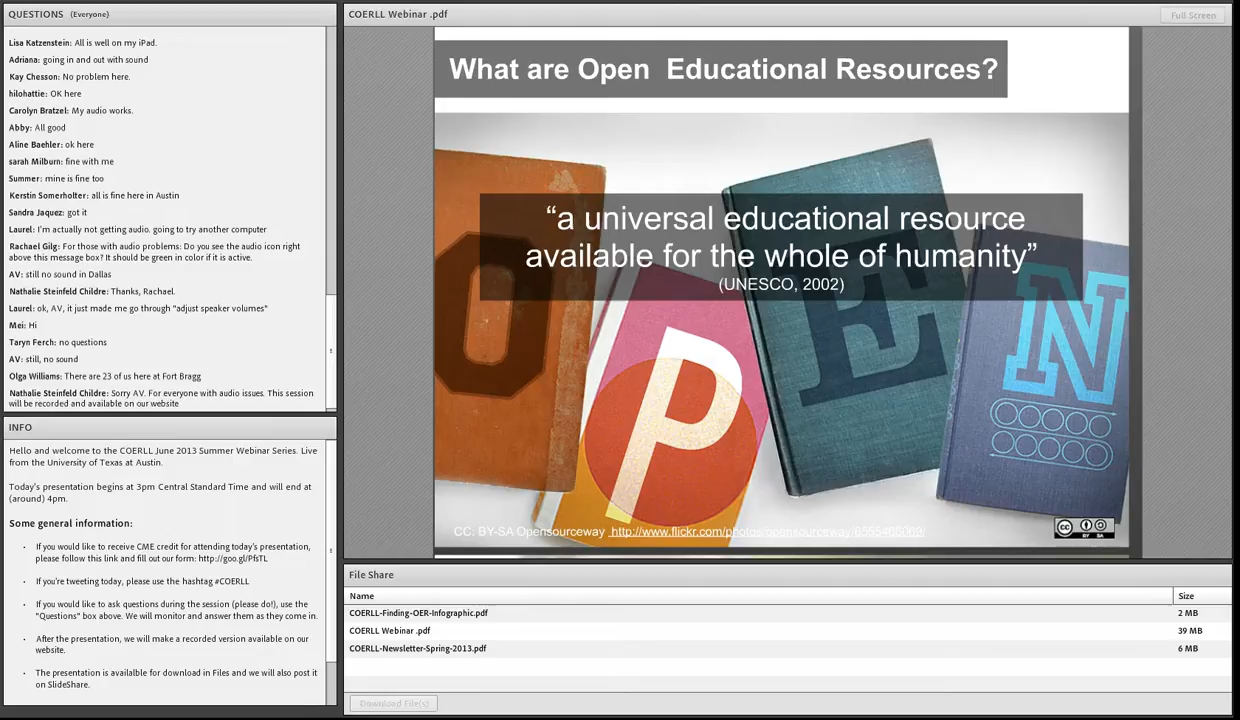 QUESTIONS (Everyone)
Lisa Katzenstein: All is well on my iPad.
Adriana: going in and out with sound
Kay Chesson: No problem here.
hilohattie: OK here
Carolyn Bratzel: My audio works.
Abby: All good
Aline Baehler: ok here
sarah Milburn: fine with me
Summer: mine is fine too
Kerstin Somerholter: all is fine here in Austin
Sandra Jaquez: got it
Laurel: I'm actually not getting audio. going to try another computer
Rachael Gilg: For those with audio problems: Do you see the audio icon right
above this message box? It should be green in color if it is active.
AV: still no sound in Dallas
Nathalie Steinfeld Childre: Thanks, Rachael.
Laurel: ok, AV, it just made me go through "adjust speaker volumes"
Mei: Hi
Taryn Ferch: no questions
AV: still, no sound
Olga Williams: There are 23 of us here at Fort Bragg
Nathalie Steinfeld Childre: Sorry AV. For everyone with audio issues. This session
will be recorded and available on our website
INFO
Hello and welcome to the COERLL June 2013 Summer Webinar Series. Live
from the University of Texas at Austin.
Today's presentation begins at 3pm Central Standard Time and will end at
(around) 4pm.
Some general information:
• If you would like to receive CME credit for attending today's presentation,
please follow this link and fill out our form: http://goo.gl/PfsTL
• If you're tweeting today, please use the hashtag #COERLL
• If you would like to ask questions during the session (please do!), use the
"Questions" box above. We will monitor and answer them as they come in.
• After the presentation, we will make a recorded version available on our
website.
• The presentation is availalble for download in Files and we will also post it
on SlideShare.
COERLL Webinar .pdf
Full Screen
What are Open Educational Resources?
“a universal educational resource
available for the whole of humanity”
(UNESCO, 2002)
O
P
E
N
CC. BY-SA Opensourceway http://www.flickr.com/photos/opensourceway/6555466069/
CC
BY SA
File Share
Name Size
COERLL-Finding-OER-Infographic.pdf 2 MB
COERLL Webinar .pdf 39 MB
COERLL-Newsletter-Spring-2013.pdf 6 MB
Download File(s)